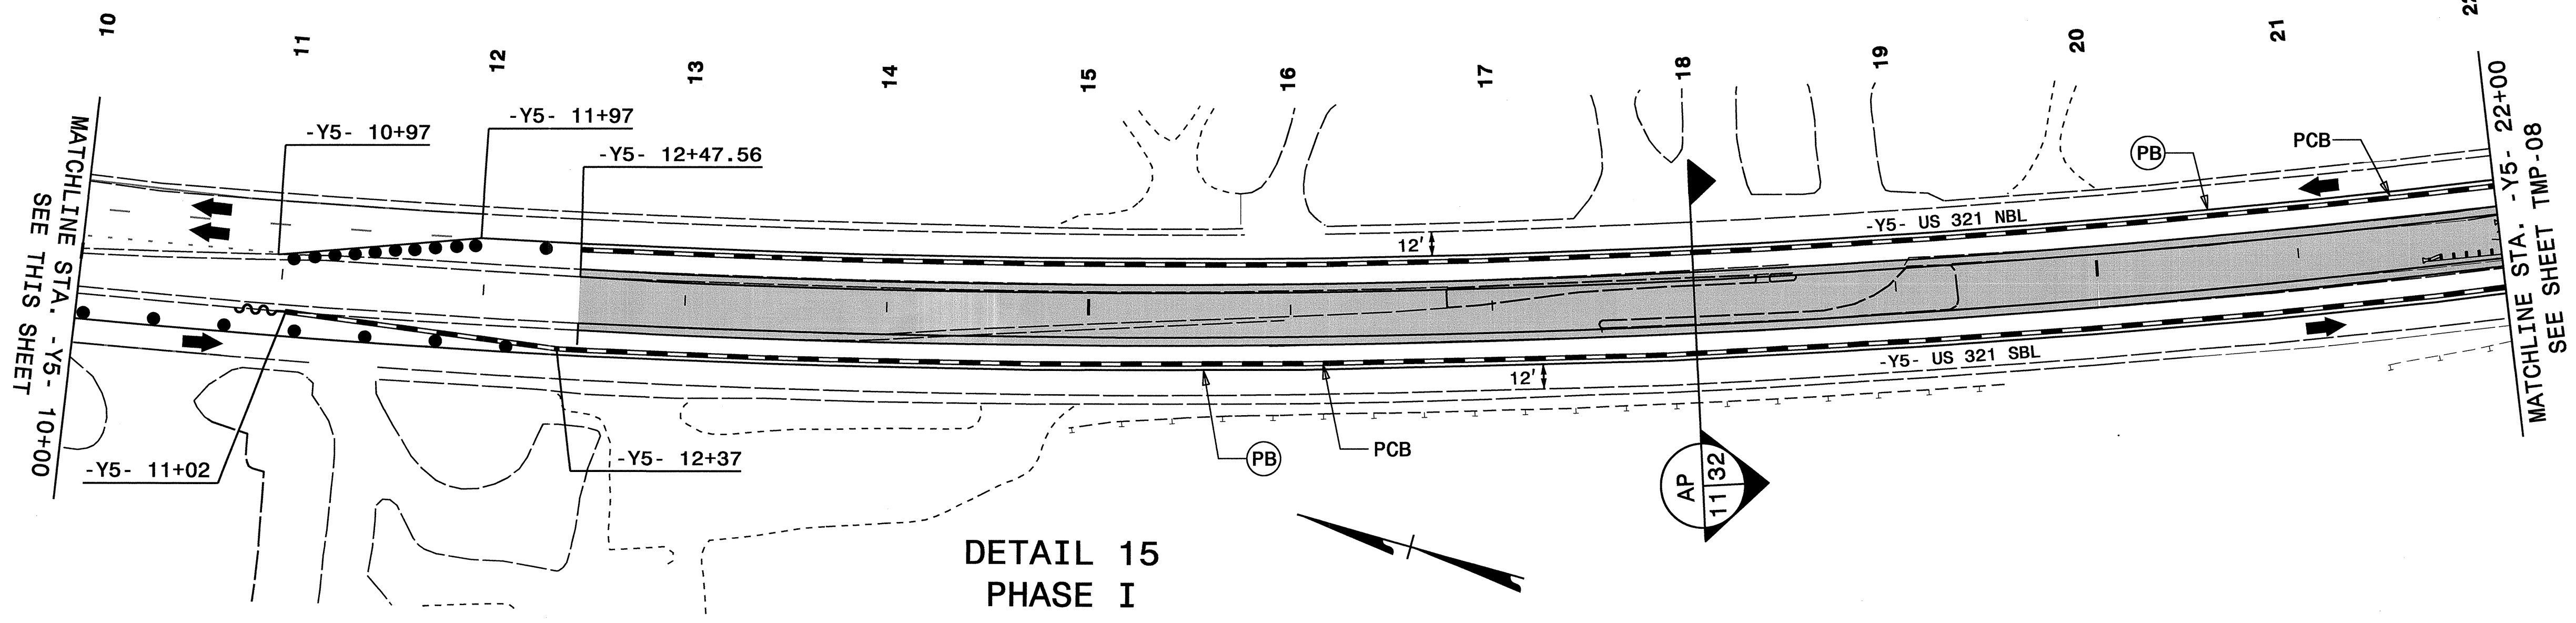 10
11
12
13
14
15
16
17
18
19
20
21
MATCHLINE STA. -Y5- 10+00
SEE THIS SHEET
-Y5- 10+97
-Y5- 11+97
-Y5- 12+47.56
PB
PCB
MATCHLINE STA. -Y5- 22+00
SEE SHEET TMP-08
12'
-Y5- US 321 NBL
-Y5- US 321 SBL
12'
-Y5- 11+02
-Y5- 12+37
PB
PCB
AP
11 32
DETAIL 15
PHASE I